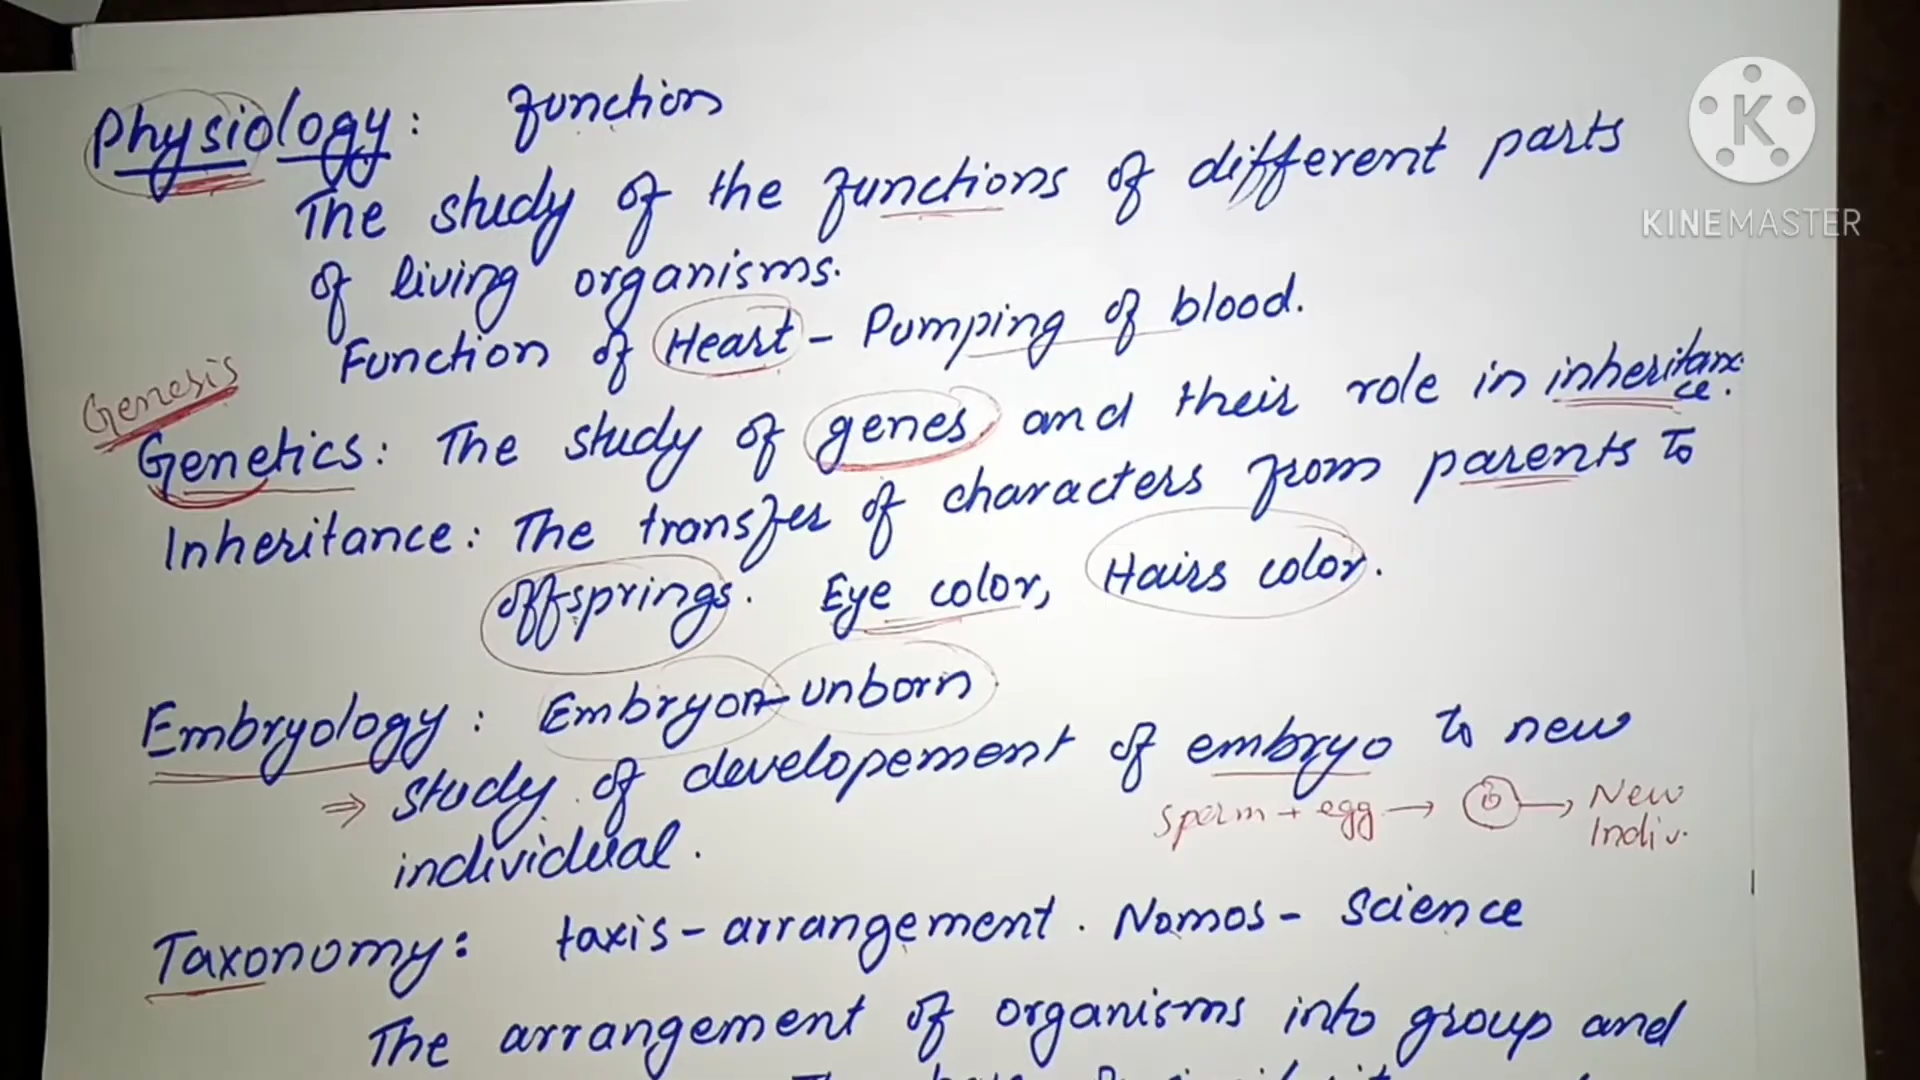 Physiology: function
The study of the functions of different parts
of living organisms.
Function of Heart - Pumping of blood.
Genesis
Genetics: The study of genes and their role in inheritance.
Inheritance: The transfer of characters from parents to
offsprings. Eye color, Hairs color.
Embryology: Embryon - unborn
⇒ study of developement of embryo to new
individual.
sperm + egg → → New
Indiv.
Taxonomy: taxis - arrangement. Nomos - science
The arrangement of organisms into group and
K
KINEMASTER